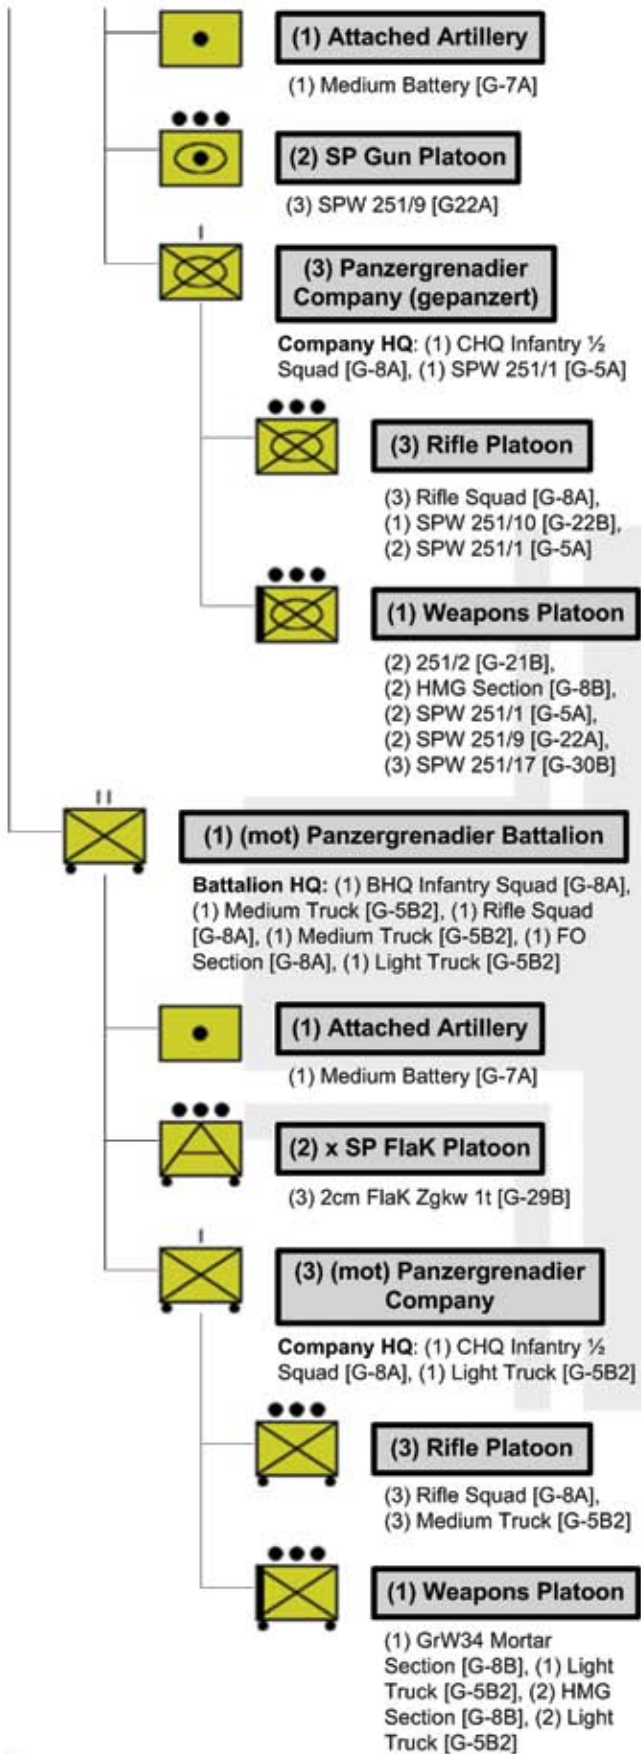 (1) Attached Artillery
(1) Medium Battery [G-7A]
(2) SP Gun Platoon
(3) SPW 251/9 [G22A]
(3) Panzergrenadier
Company (gepanzert)
Company HQ: (1) CHQ Infantry ½
Squad [G-8A], (1) SPW 251/1 [G-5A]
(3) Rifle Platoon
(3) Rifle Squad [G-8A],
(1) SPW 251/10 [G-22B],
(2) SPW 251/1 [G-5A]
(1) Weapons Platoon
(2) 251/2 [G-21B],
(2) HMG Section [G-8B],
(2) SPW 251/1 [G-5A],
(2) SPW 251/9 [G-22A],
(3) SPW 251/17 [G-30B]
(1) (mot) Panzergrenadier Battalion
Battalion HQ: (1) BHQ Infantry Squad [G-8A],
(1) Medium Truck [G-5B2], (1) Rifle Squad
[G-8A], (1) Medium Truck [G-5B2], (1) FO
Section [G-8A], (1) Light Truck [G-5B2]
(1) Attached Artillery
(1) Medium Battery [G-7A]
(2) x SP FlaK Platoon
(3) 2cm FlaK Zgkw 1t [G-29B]
(3) (mot) Panzergrenadier
Company
Company HQ: (1) CHQ Infantry ½
Squad [G-8A], (1) Light Truck [G-5B2]
(3) Rifle Platoon
(3) Rifle Squad [G-8A],
(3) Medium Truck [G-5B2]
(1) Weapons Platoon
(1) GrW34 Mortar
Section [G-8B], (1) Light
Truck [G-5B2], (2) HMG
Section [G-8B], (2) Light
Truck [G-5B2]